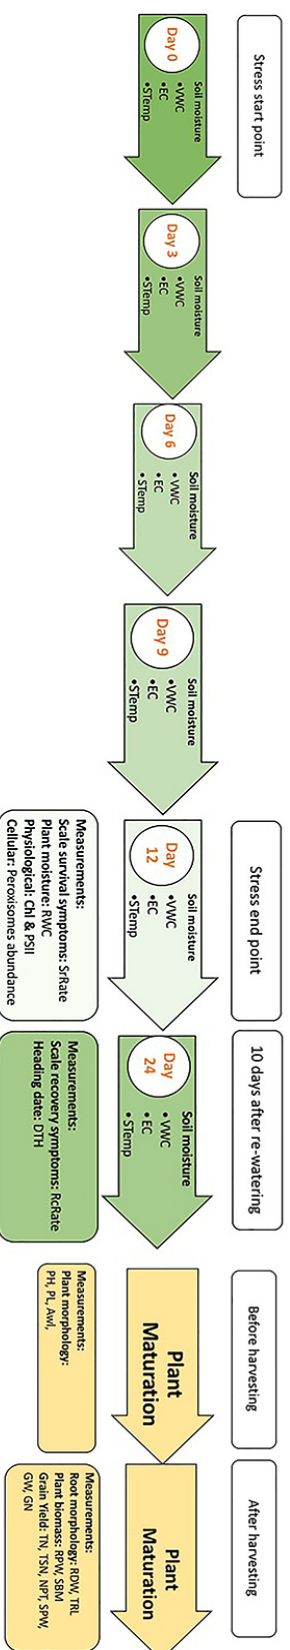 Stress start point
Day 0
Soil moisture
•VWC
•EC
•STemp
Day 3
Soil moisture
•VWC
•EC
•STemp
Day 6
Soil moisture
• VWC
• EC
• STemp
Day 9
Soil moisture
•VWC
•EC
•STemp
Stress end point
Day
12
Soil moisture
•VWC
•EC
•STemp
Measurements:
Scale survival symptoms: SrRate
Plant moisture: RWC
Physiological: Chl & PSII
Cellular: Peroxisomes abundance
10 days after re-watering
Day
24
Soil moisture
• VWC
• EC
• STemp
Measurements:
Scale recovery symptoms: RcRate
Heading date: DTH
Before harvesting
Plant
Maturation
Measurements:
Plant morphology:
PH, PL, Awl,
After harvesting
Plant
Maturation
Measurements:
Root morphology: RDW, TRL
Plant biomass: RPW, SBM
Grain Yield: TN, TSN, NPT, SPW,
GW, GN